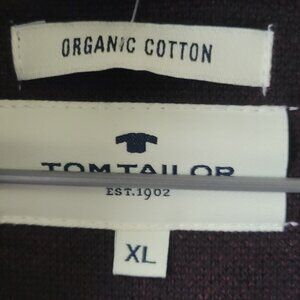 ORGANIC COTTON
TOM TAILOR
EST.1902
XL